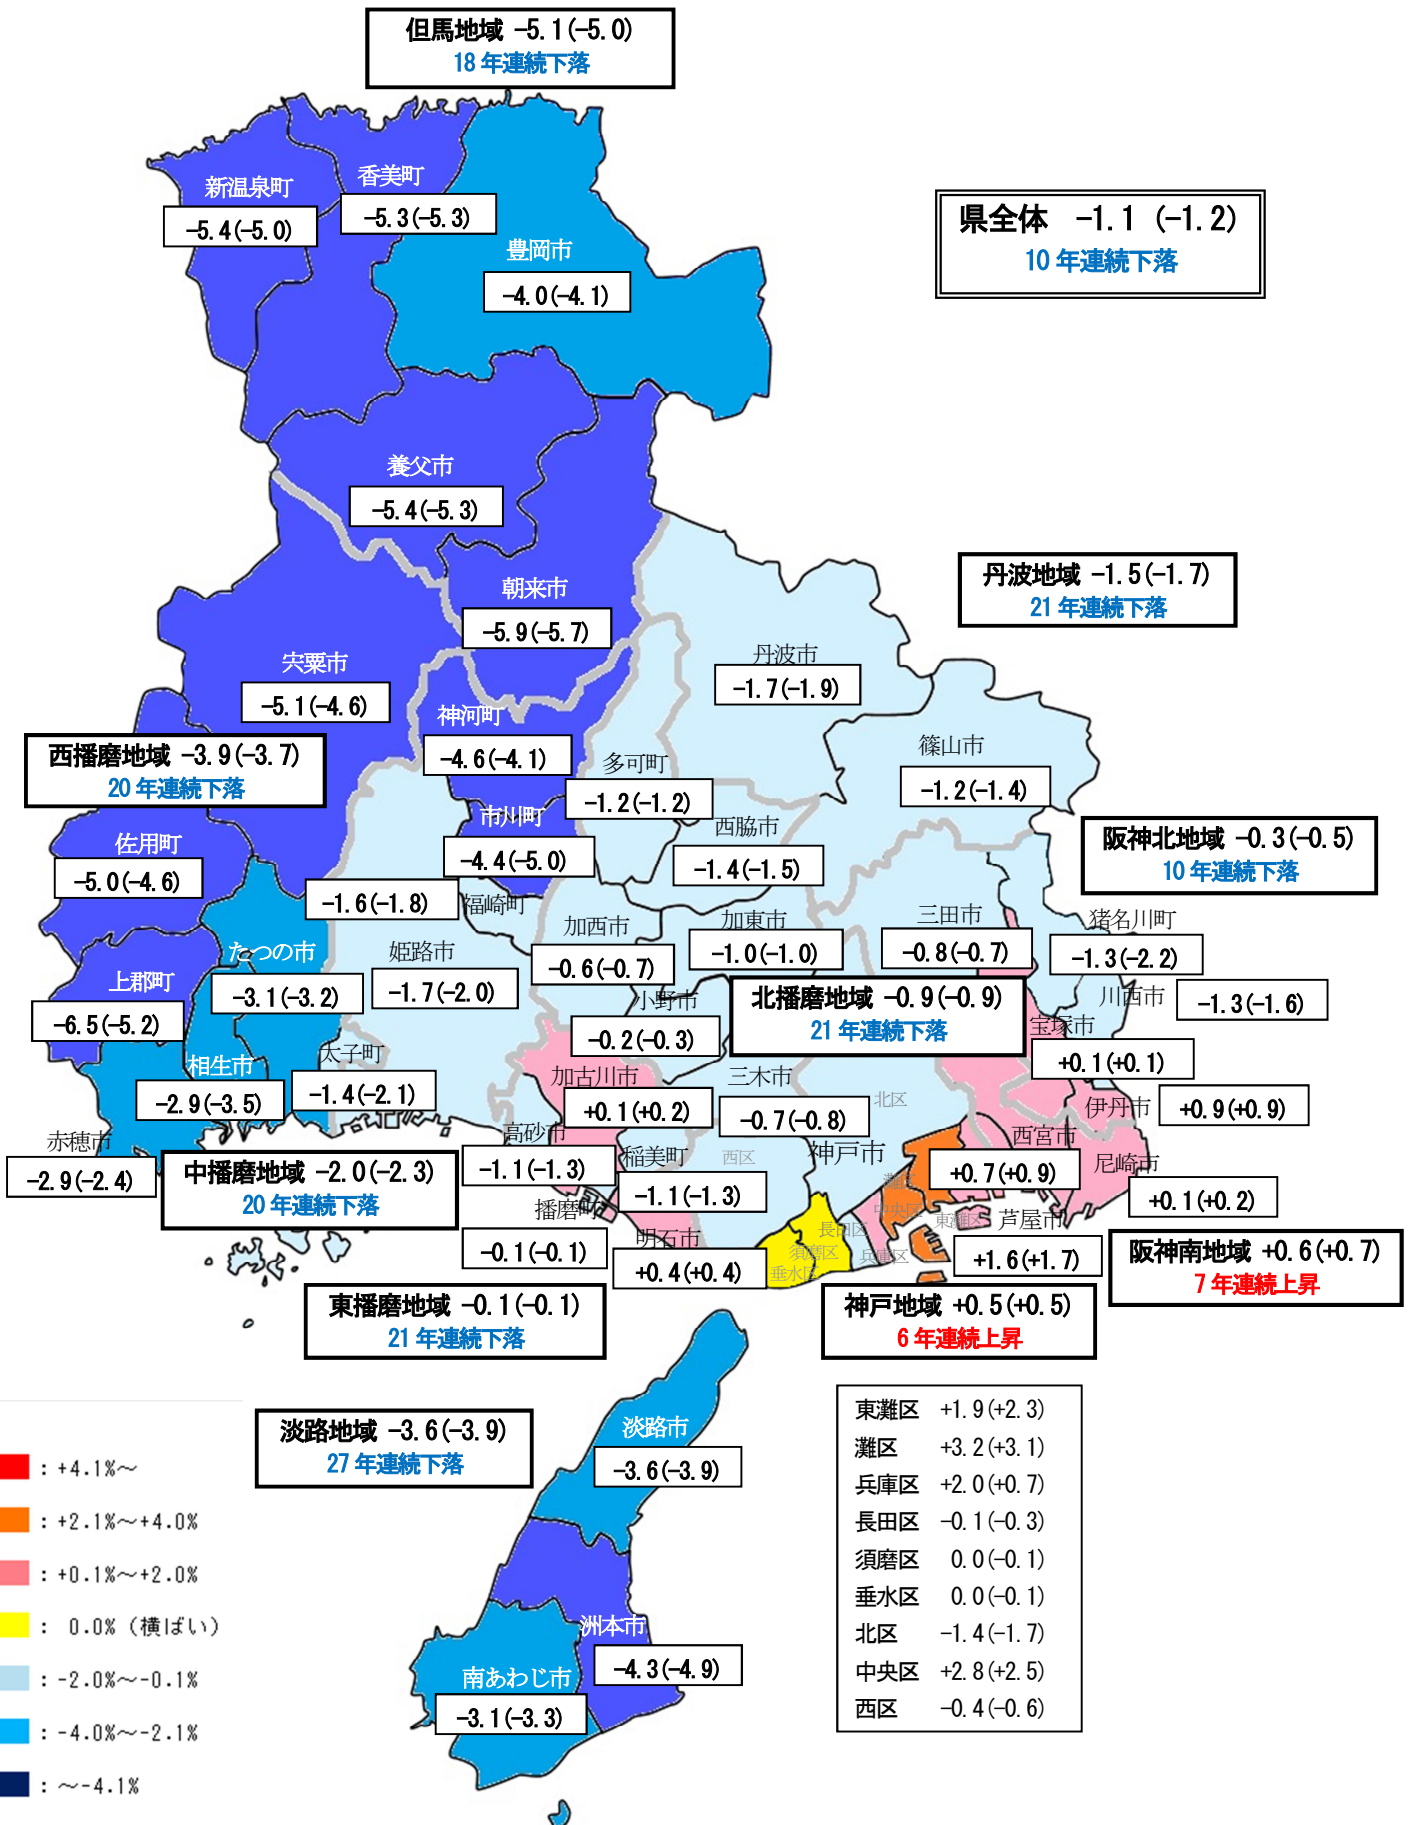 但馬地域 -5.1(-5.0)
18年連続下落
新温泉町
-5.4(-5.0)
香美町
-5.3(-5.3)
豊岡市
-4.0(-4.1)
県全体 -1.1 (-1.2)
10年連続下落
養父市
-5.4(-5.3)
朝来市
-5.9(-5.7)
丹波地域 -1.5(-1.7)
21年連続下落
宍粟市
-5.1(-4.6)
丹波市
-1.7(-1.9)
神河町
-4.6(-4.1)
西播磨地域 -3.9(-3.7)
20年連続下落
多可町
-1.2(-1.2)
篠山市
-1.2(-1.4)
市川町
-4.4(-5.0)
西脇市
-1.4(-1.5)
阪神北地域 -0.3(-0.5)
10年連続下落
佐用町
-5.0(-4.6)
-1.6(-1.8)
福崎町
加西市
-0.6(-0.7)
加東市
-1.0(-1.0)
三田市
-0.8(-0.7)
猪名川町
-1.3(-2.2)
たつの市
-3.1(-3.2)
姫路市
-1.7(-2.0)
上郡町
-6.5(-5.2)
小野市
-0.2(-0.3)
北播磨地域 -0.9(-0.9)
21年連続下落
川西市
-1.3(-1.6)
宝塚市
+0.1(+0.1)
相生市
-2.9(-3.5)
太子町
-1.4(-2.1)
加古川市
+0.1(+0.2)
三木市
-0.7(-0.8)
北区
伊丹市
+0.9(+0.9)
赤穂市
-2.9(-2.4)
中播磨地域 -2.0(-2.3)
20年連続下落
高砂市
-1.1(-1.3)
稲美町
-1.1(-1.3)
西区
神戸市
西宮市
+0.7(+0.9)
尼崎市
+0.1(+0.2)
灘区
中央区
東灘区
芦屋市
+1.6(+1.7)
播磨町
-0.1(-0.1)
明石市
+0.4(+0.4)
長田区
須磨区
兵庫区
垂水区
阪神南地域 +0.6(+0.7)
7年連続上昇
東播磨地域 -0.1(-0.1)
21年連続下落
神戸地域 +0.5(+0.5)
6年連続上昇
淡路地域 -3.6(-3.9)
27年連続下落
淡路市
-3.6(-3.9)
洲本市
-4.3(-4.9)
南あわじ市
-3.1(-3.3)
東灘区 +1.9(+2.3)
灘区 +3.2(+3.1)
兵庫区 +2.0(+0.7)
長田区 -0.1(-0.3)
須磨区 0.0(-0.1)
垂水区 0.0(-0.1)
北区 -1.4(-1.7)
中央区 +2.8(+2.5)
西区 -0.4(-0.6)
：+4.1%～
：+2.1%～+4.0%
：+0.1%～+2.0%
： 0.0%（横ばい）
：-2.0%～-0.1%
：-4.0%～-2.1%
：～-4.1%